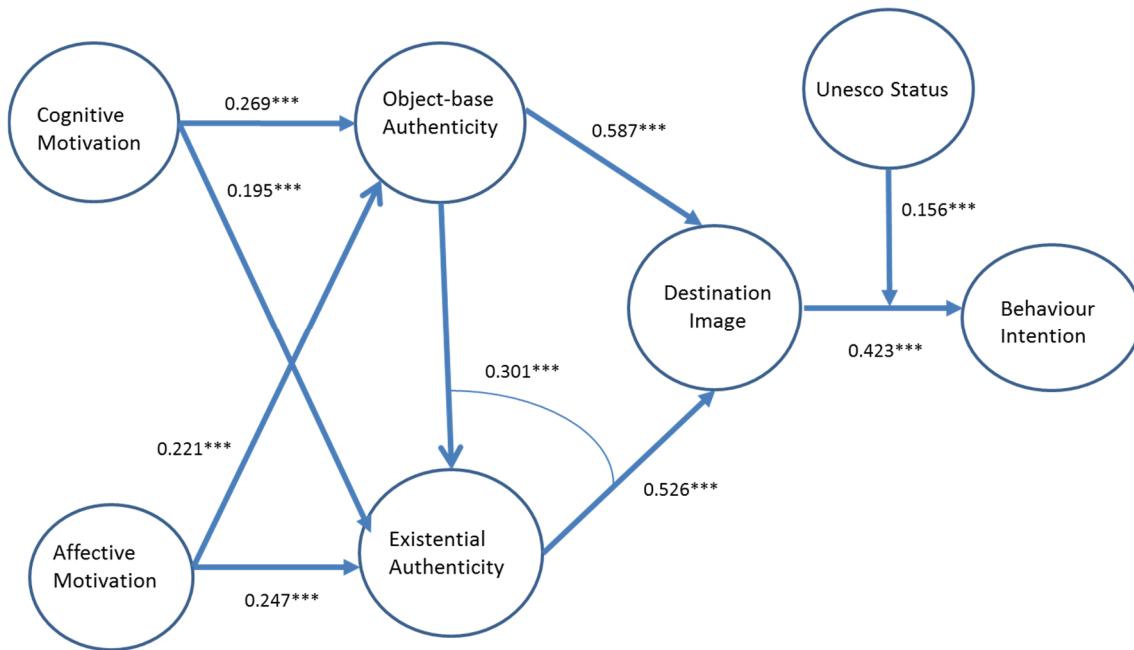 Cognitive
Motivation
0.269***
Object-base
Authenticity
0.587***
Unesco Status
0.195***
0.156***
Destination
Image
Behaviour
Intention
0.423***
0.301***
0.221***
0.526***
Affective
Motivation
0.247***
Existential
Authenticity